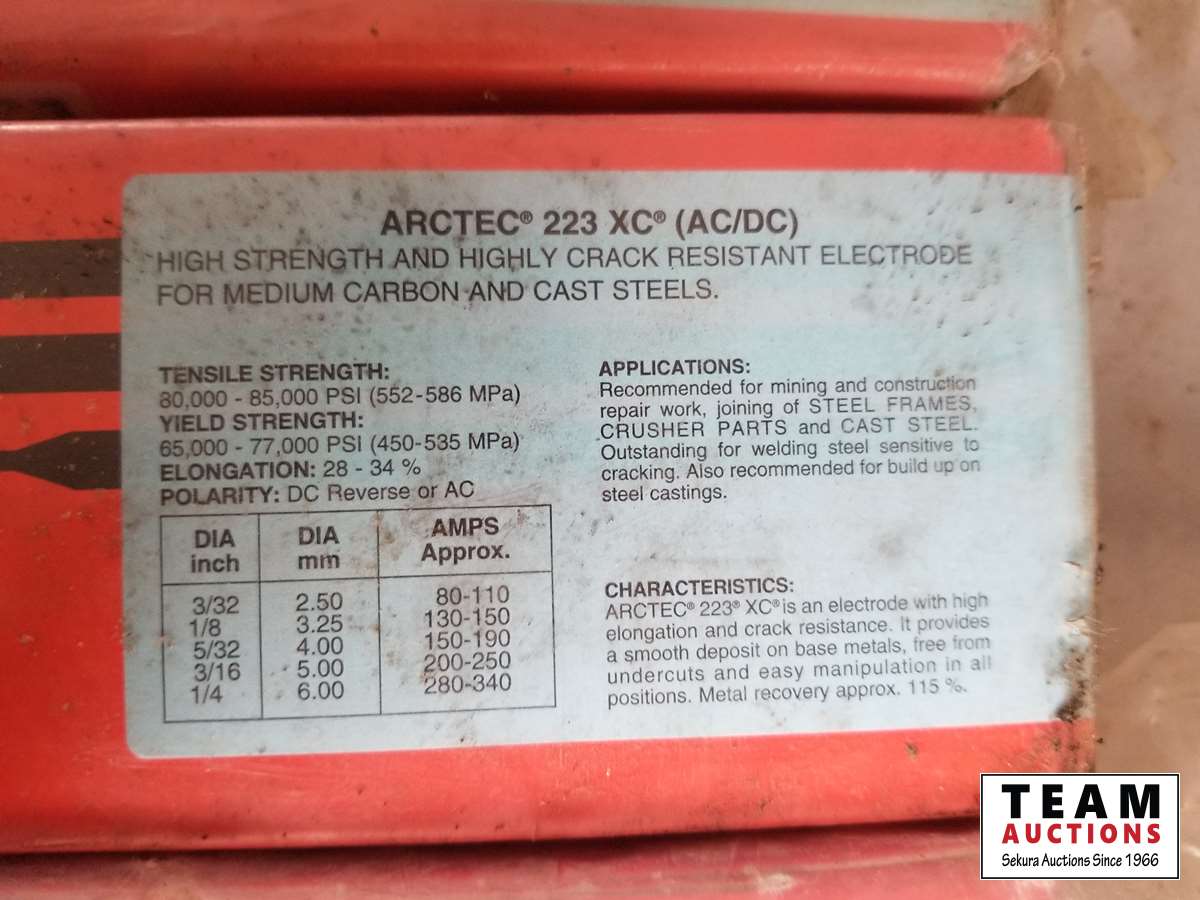 ARCTEC® 223 XC® (AC/DC)
HIGH STRENGTH AND HIGHLY CRACK RESISTANT ELECTRODE
FOR MEDIUM CARBON AND CAST STEELS.
TENSILE STRENGTH:
80,000 - 85,000 PSI (552-586 MPa)
YIELD STRENGTH:
65,000 - 77,000 PSI (450-535 MPa)
ELONGATION: 28 - 34 %
POLARITY: DC Reverse or AC
DIA inch DIA mm AMPS Approx.
3/32 2.50 80-110
1/8 3.25 130-150
5/32 4.00 150-190
3/16 5.00 200-250
1/4 6.00 280-340
APPLICATIONS:
Recommended for mining and construction
repair work, joining of STEEL FRAMES,
CRUSHER PARTS and CAST STEEL.
Outstanding for welding steel sensitive to
cracking. Also recommended for build up on
steel castings.
CHARACTERISTICS:
ARCTEC® 223® XC® is an electrode with high
elongation and crack resistance. It provides
a smooth deposit on base metals, free from
undercuts and easy manipulation in all
positions. Metal recovery approx. 115 %.
TEAM
AUCTIONS
Sekura Auctions Since 1966